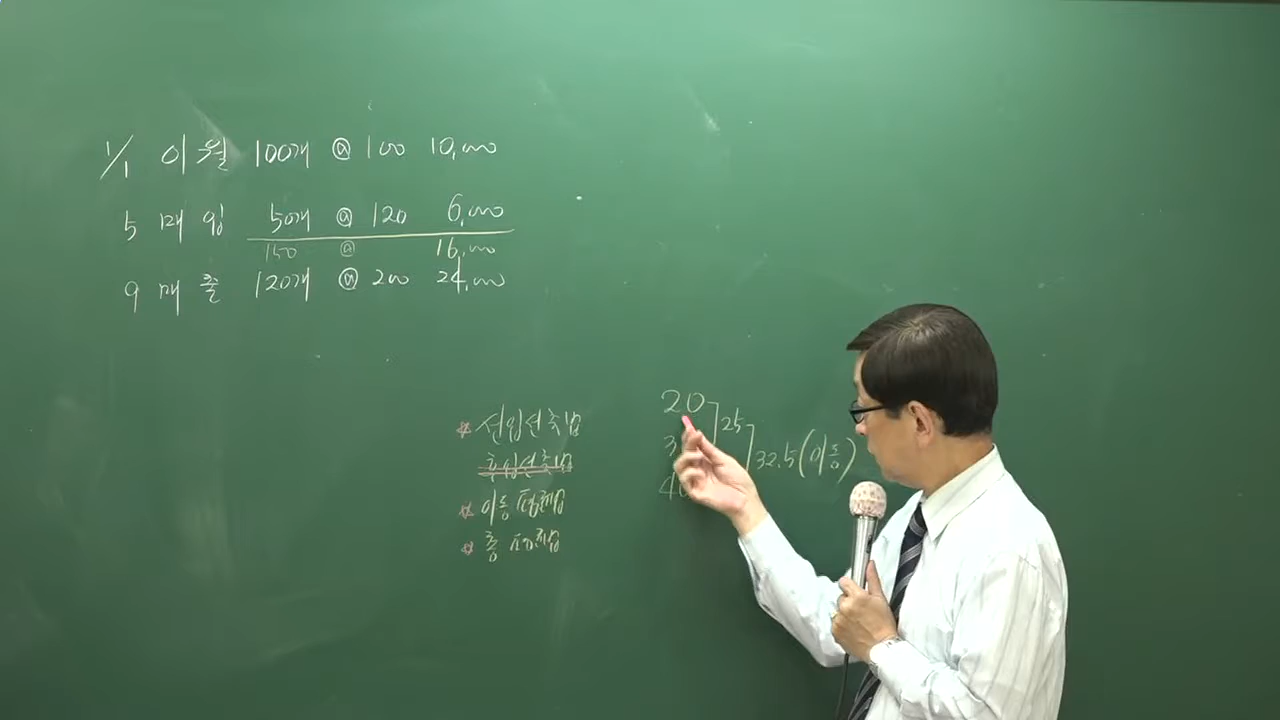 1/1 이월 100개 @ 100 10,000
5 매입 50개 @ 120 6,000
150 @ 16,000
9 매출 120개 @ 200 24,000
* 선입선출법
후입선출법
* 이동평균법
* 총평균법
20
25
3
32.5(이동)
40